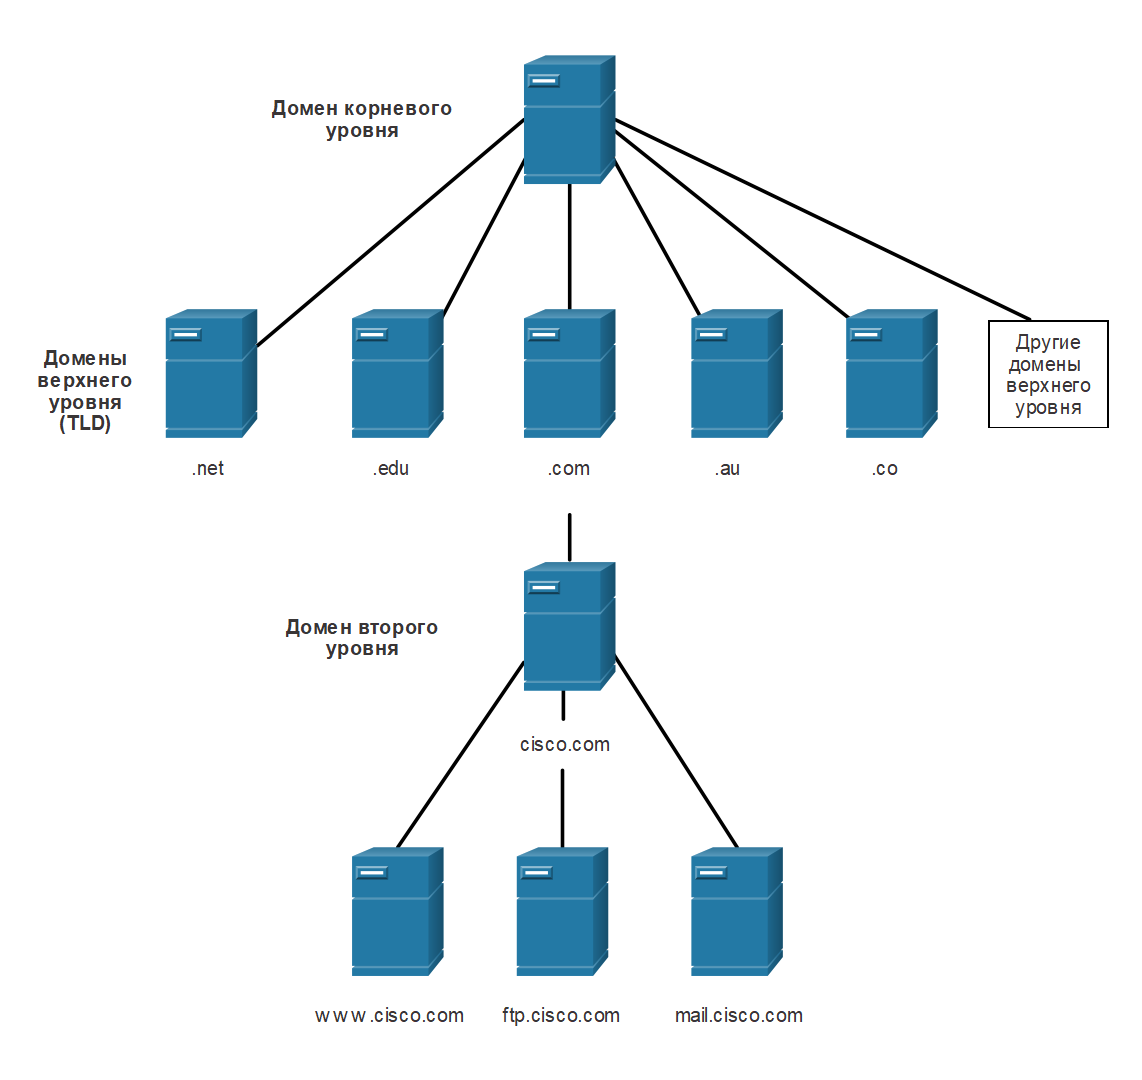 Домен корневого
уровня
Домены
верхнего
уровня
(TLD)
Другие
домены
верхнего
уровня
.net
.edu
.com
.au
.co
Домен второго
уровня
cisco.com
www.cisco.com
ftp.cisco.com
mail.cisco.com